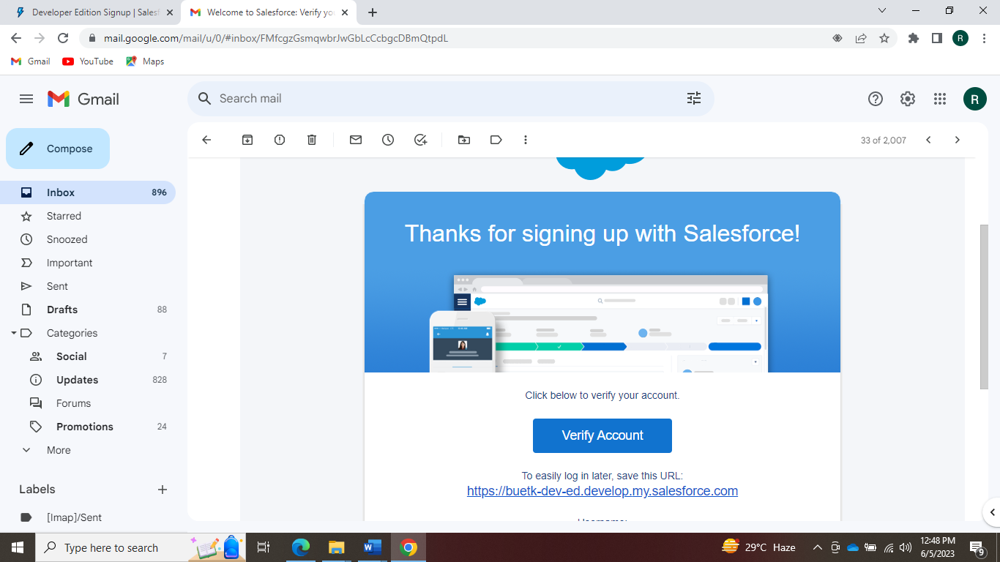 Developer Edition Signup | Salesf
Welcome to Salesforce: Verify yo
mail.google.com/mail/u/0/#inbox/FMfcgzGsmqwbrJwGbLcCcbgcDBmQtpdL
R
Gmail
YouTube
Maps
Gmail
Search mail
R
Compose
33 of 2,007
Inbox 896
Starred
Snoozed
Important
Sent
Drafts 88
Categories
Social 7
Updates 828
Forums
Promotions 24
More
Labels
[Imap]/Sent
Thanks for signing up with Salesforce!
Click below to verify your account.
Verify Account
To easily log in later, save this URL:
https://buetk-dev-ed.develop.my.salesforce.com
Type here to search
29°C Haze
12:48 PM
6/5/2023
9